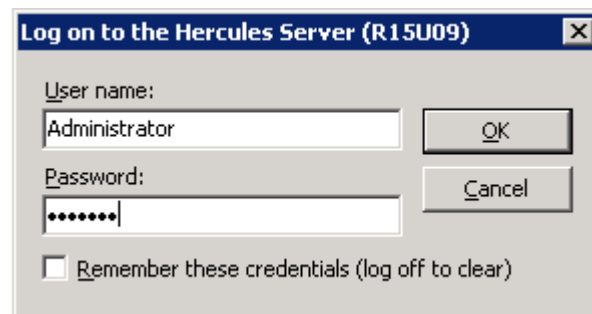 Log on to the Hercules Server (R15U09)
User name:
Administrator
OK
Password:
•••••••
Cancel
Remember these credentials (log off to clear)